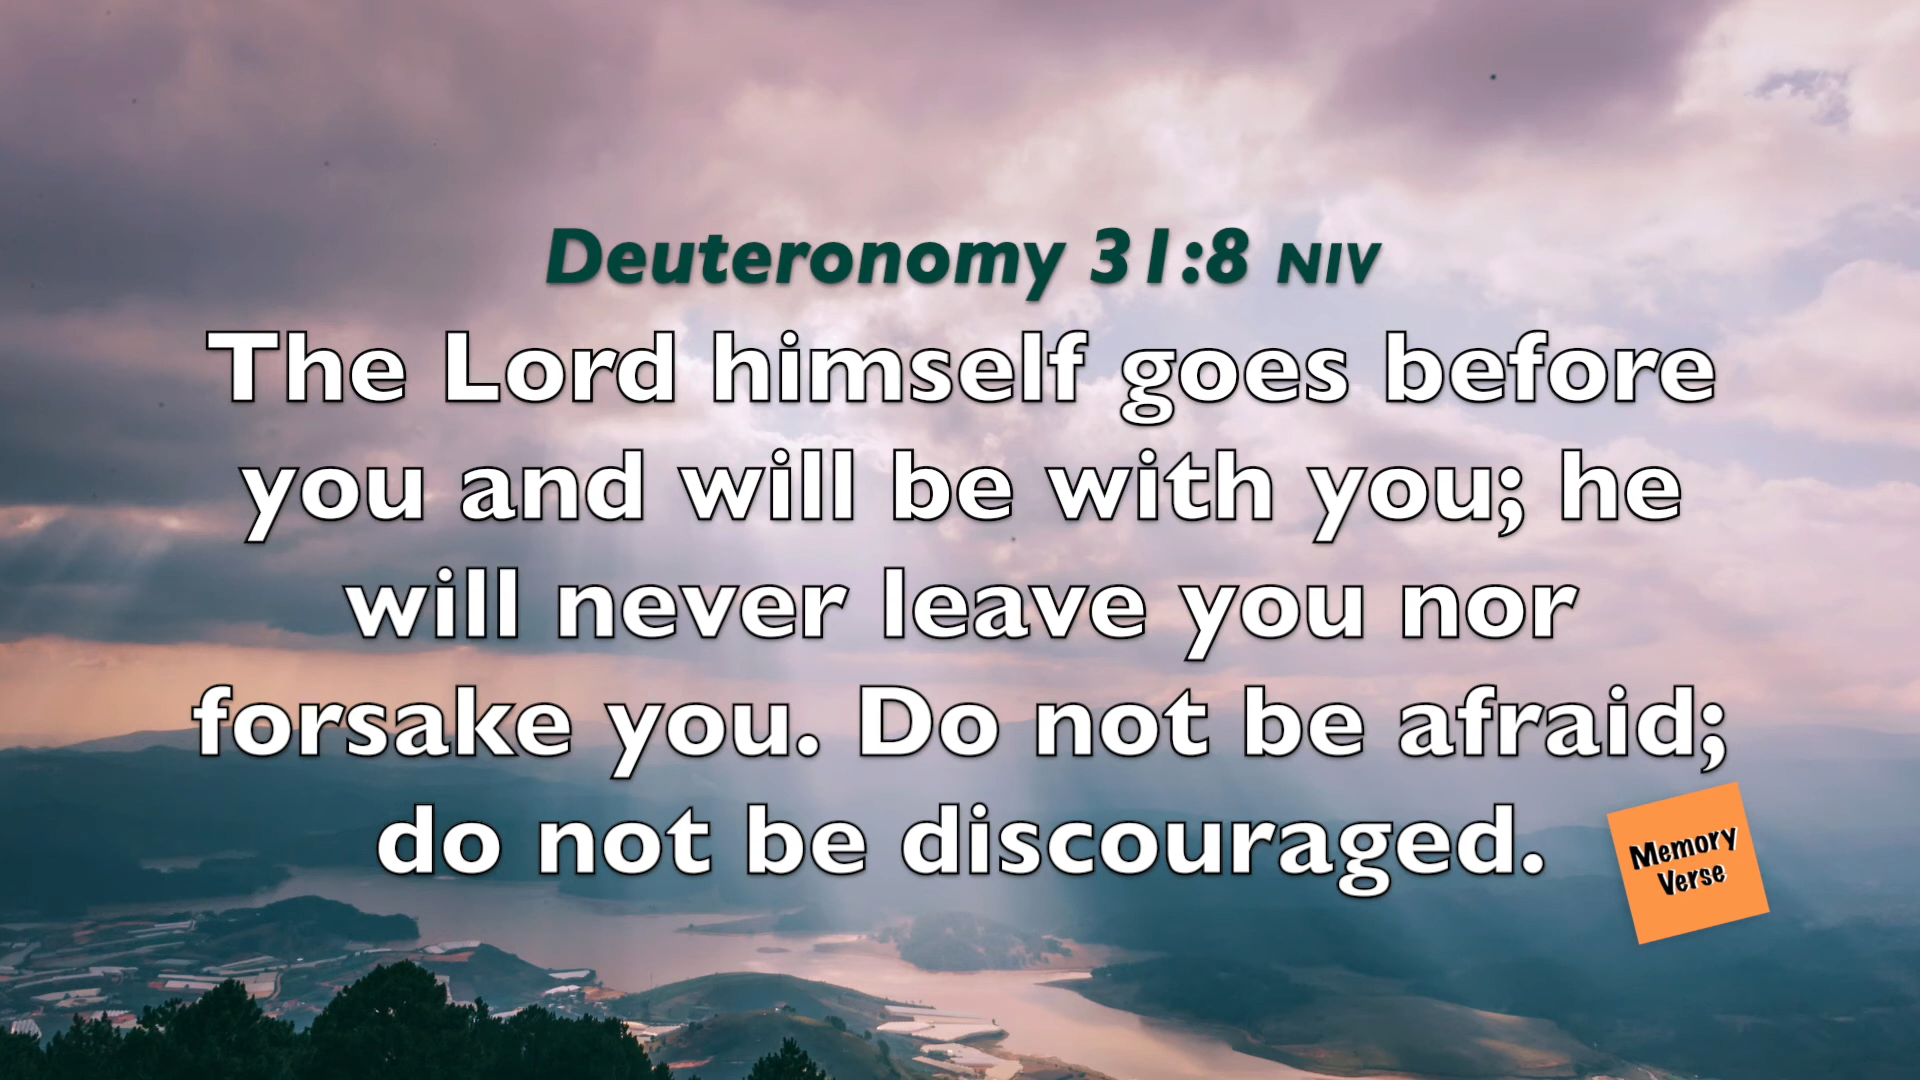 Deuteronomy 31:8 NIV
The Lord himself goes before
you and will be with you; he
will never leave you nor
forsake you. Do not be afraid;
do not be discouraged.
Memory
Verse